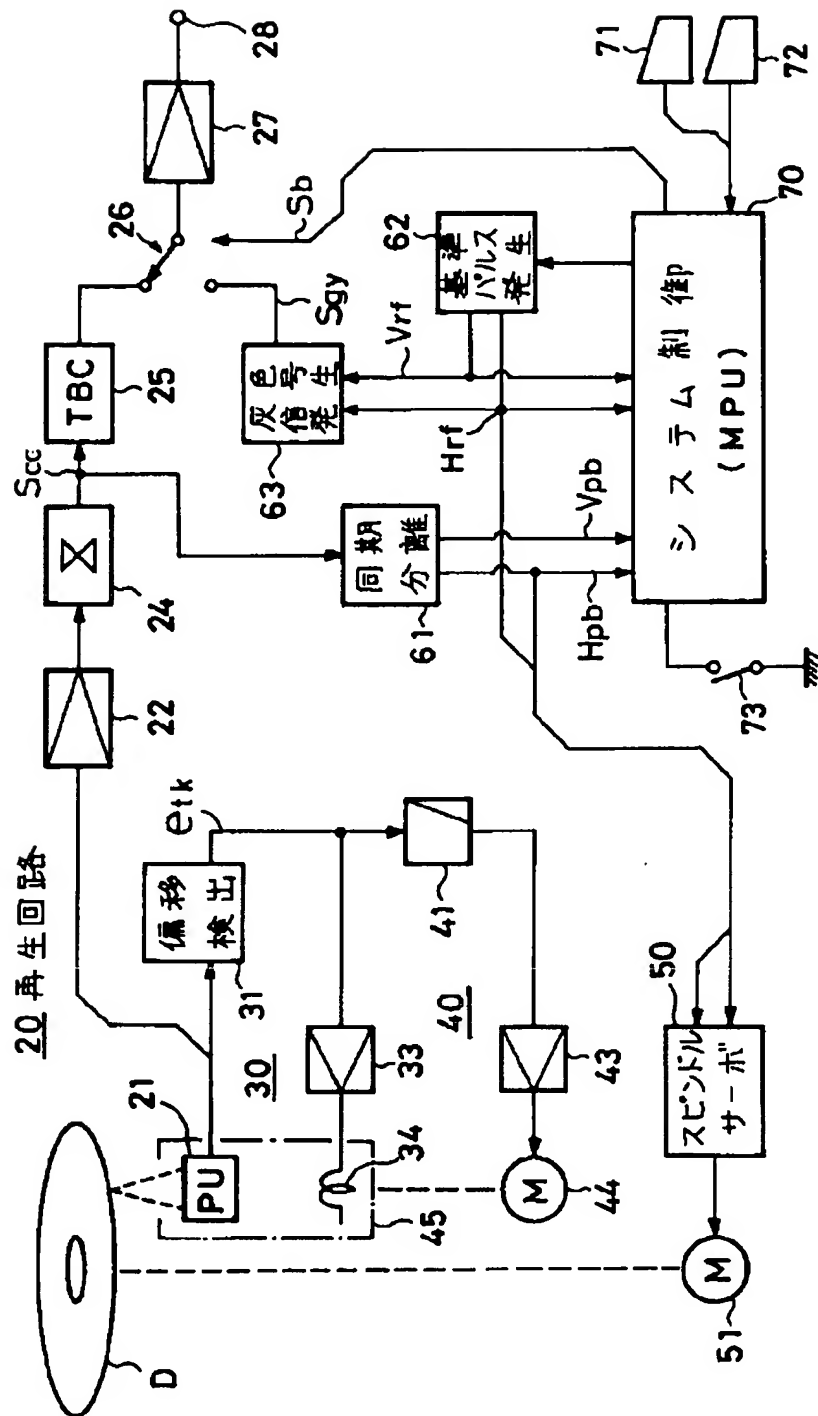 20再生回路
D
PU
21
22
24
Scc
TBC
25
26
27
28
偏移
検出
31
etk
30
33
34
45
40
41
43
M
44
灰色
信号
発生
63
Sgy
Sb
同期
分離
61
基準
パルス
発生
62
Vrf
Hrf
Vpb
Hpb
システム制御
(MPU)
70
71
72
73
スピンドル
サーボ
50
M
51